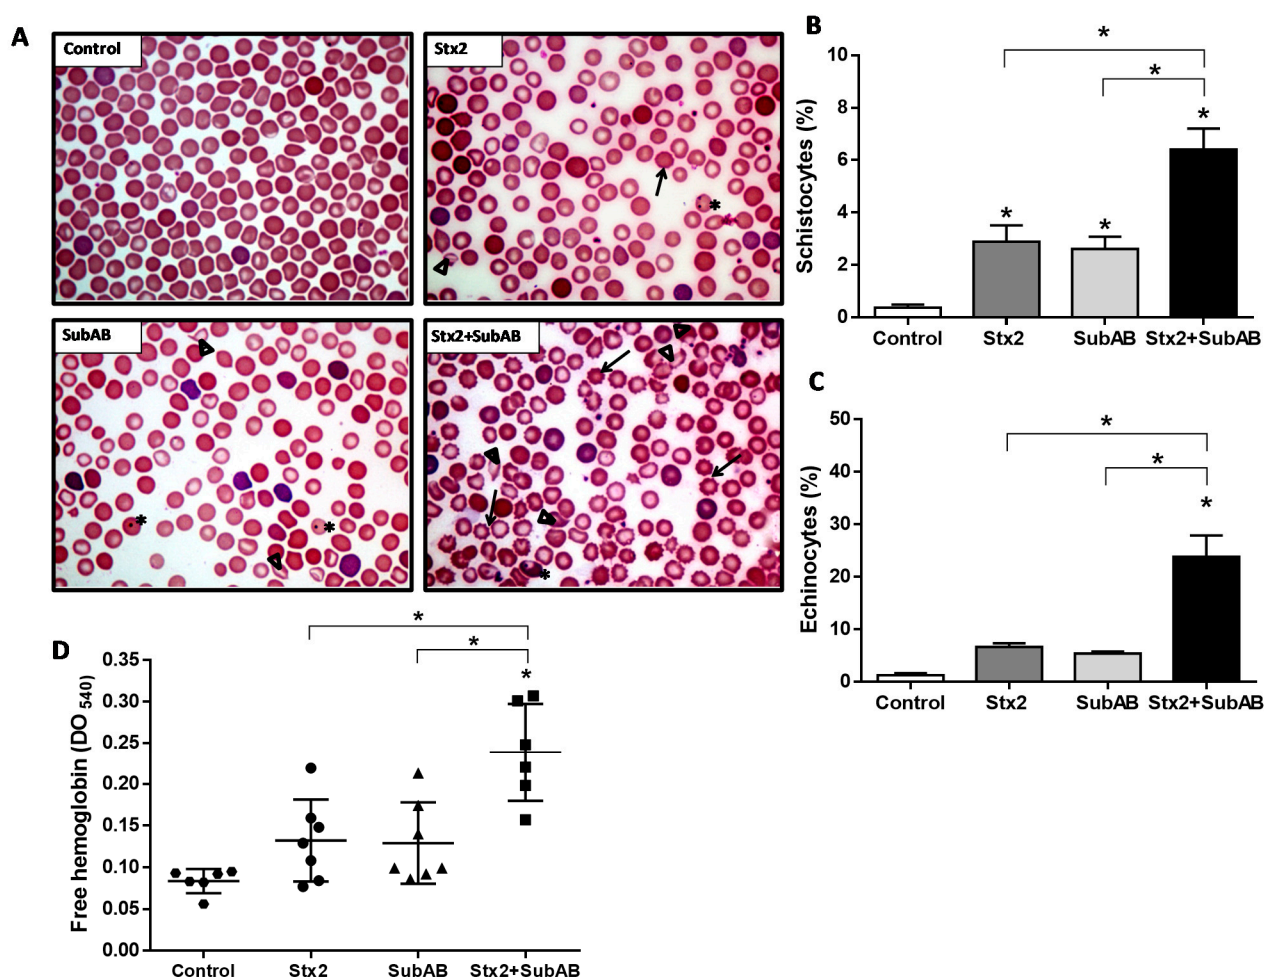 A
Control
Stx2
SubAB
Stx2+SubAB
B
Schistocytes (%)
10
8
6
4
2
0
*
*
*
*
*
Control Stx2 SubAB Stx2+SubAB
C
Echinocytes (%)
50
40
30
20
10
0
*
*
*
Control Stx2 SubAB Stx2+SubAB
D
Free hemoglobin (DO 540)
0.35
0.30
0.25
0.20
0.15
0.10
0.05
0.00
*
*
*
Control Stx2 SubAB Stx2+SubAB